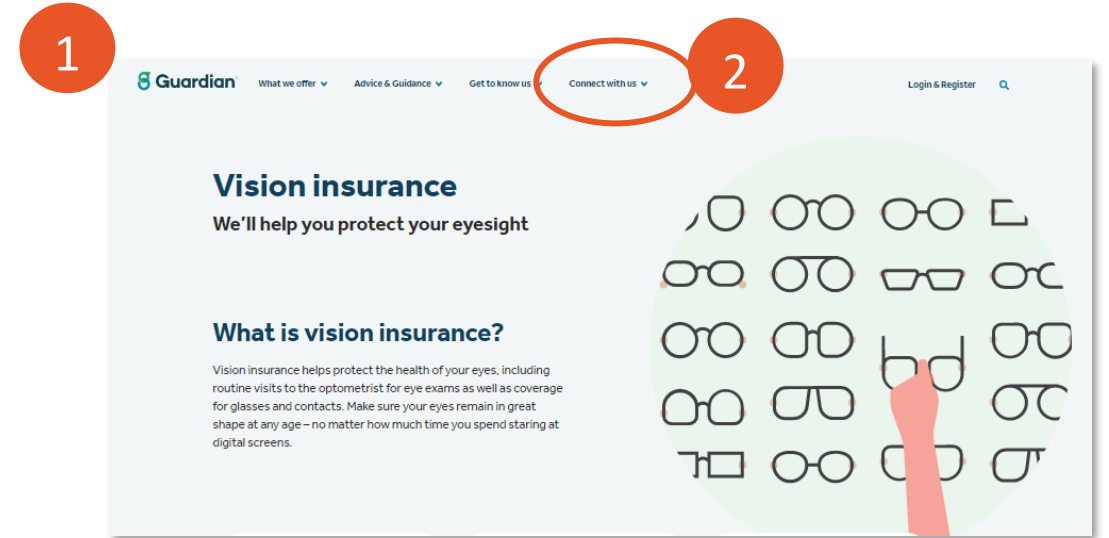 1
2
Guardian
What we offer
Advice & Guidance
Get to know us
Connect with us
Login & Register
Vision insurance
We'll help you protect your eyesight
What is vision insurance?
Vision insurance helps protect the health of your eyes, including
routine visits to the optometrist for eye exams as well as coverage
for glasses and contacts. Make sure your eyes remain in great
shape at any age – no matter how much time you spend staring at
digital screens.